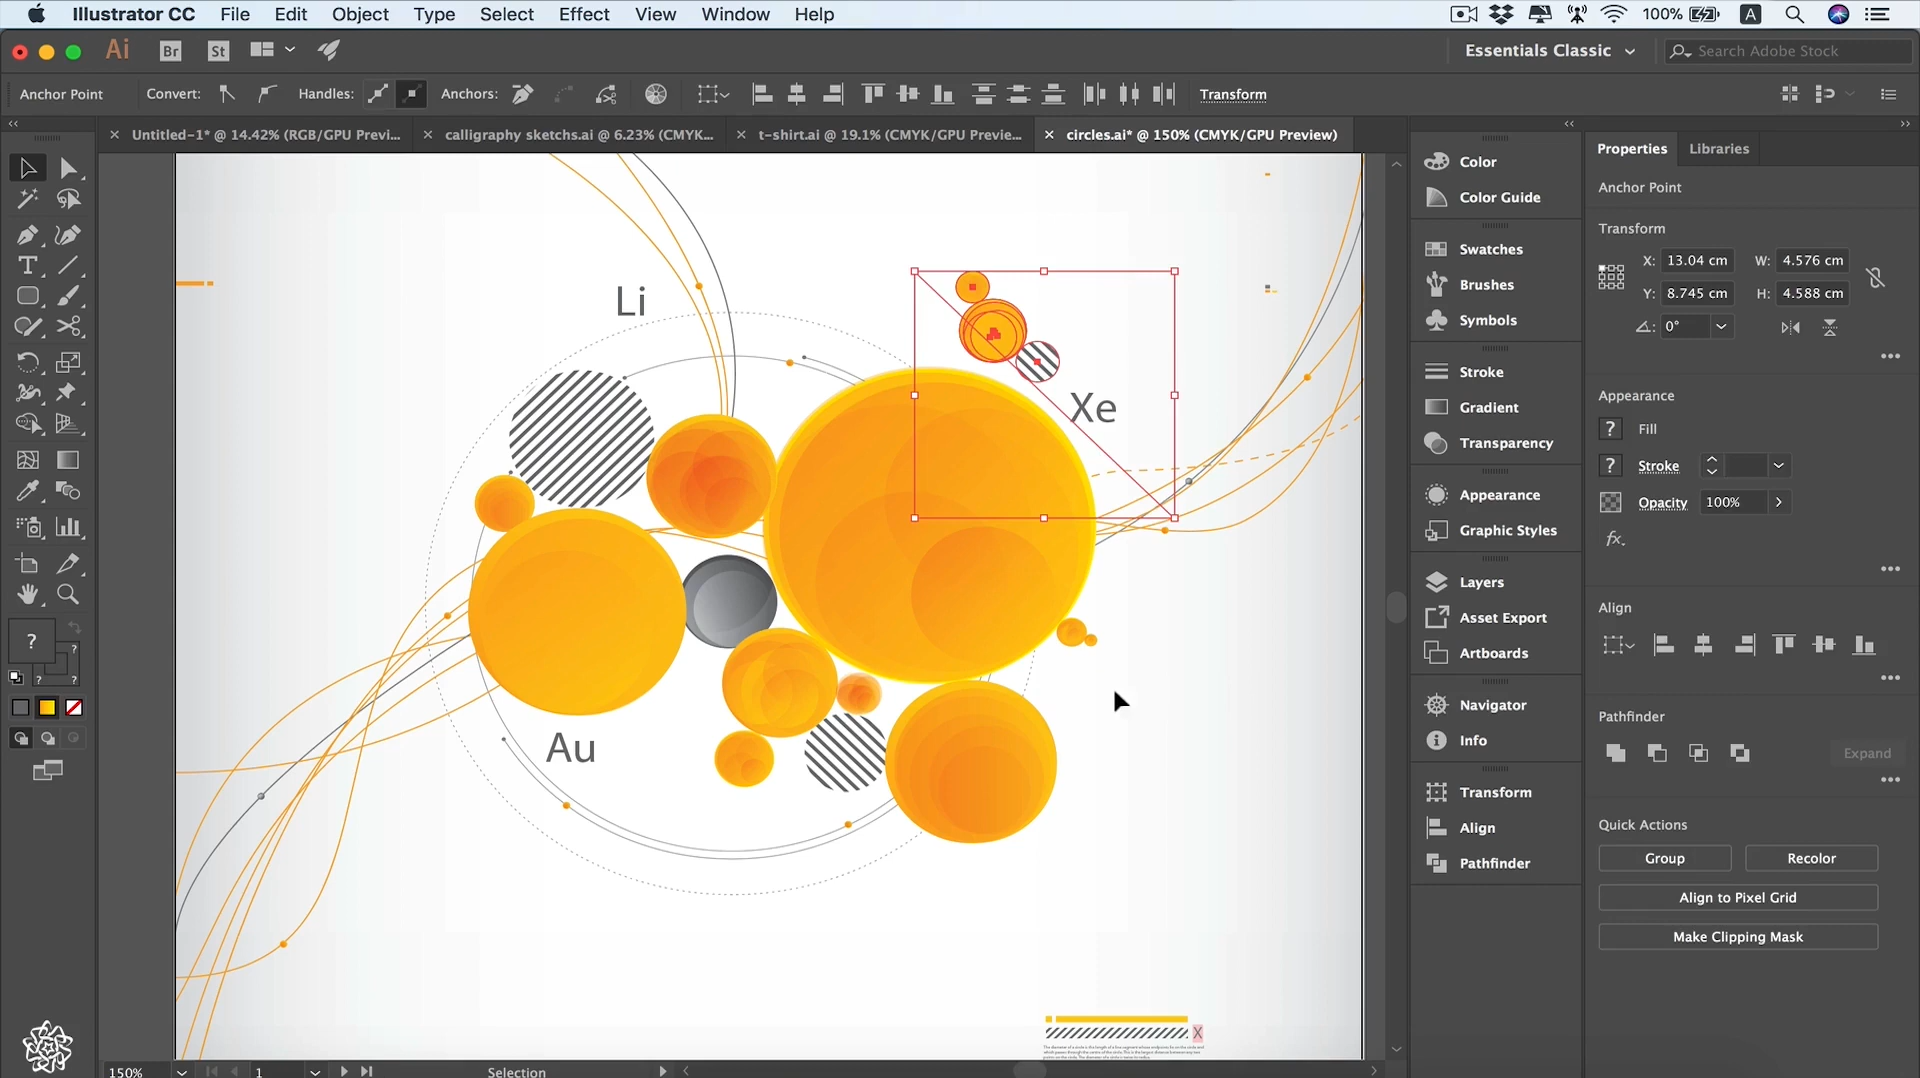 Illustrator CC File Edit Object Type Select Effect View Window Help 100% A
Ai Br St Essentials Classic Search Adobe Stock
Anchor Point Convert: Handles: Anchors: Transform
Untitled-1* @ 14.42% (RGB/GPU Previ... calligraphy sketchs.ai @ 6.23% (CMYK... t-shirt.ai @ 19.1% (CMYK/GPU Previe... circles.ai* @ 150% (CMYK/GPU Preview)
Li
Xe
Au
X
Color
Color Guide
Swatches
Brushes
Symbols
Stroke
Gradient
Transparency
Appearance
Graphic Styles
Layers
Asset Export
Artboards
Navigator
Info
Transform
Align
Pathfinder
Properties Libraries
Anchor Point
Transform
X: 13.04 cm W: 4.576 cm
Y: 8.745 cm H: 4.588 cm
0°
Appearance
? Fill
? Stroke
Opacity 100%
fx.
Align
Pathfinder
Expand
Quick Actions
Group Recolor
Align to Pixel Grid
Make Clipping Mask
?
?
? ?
150% 1 Selection